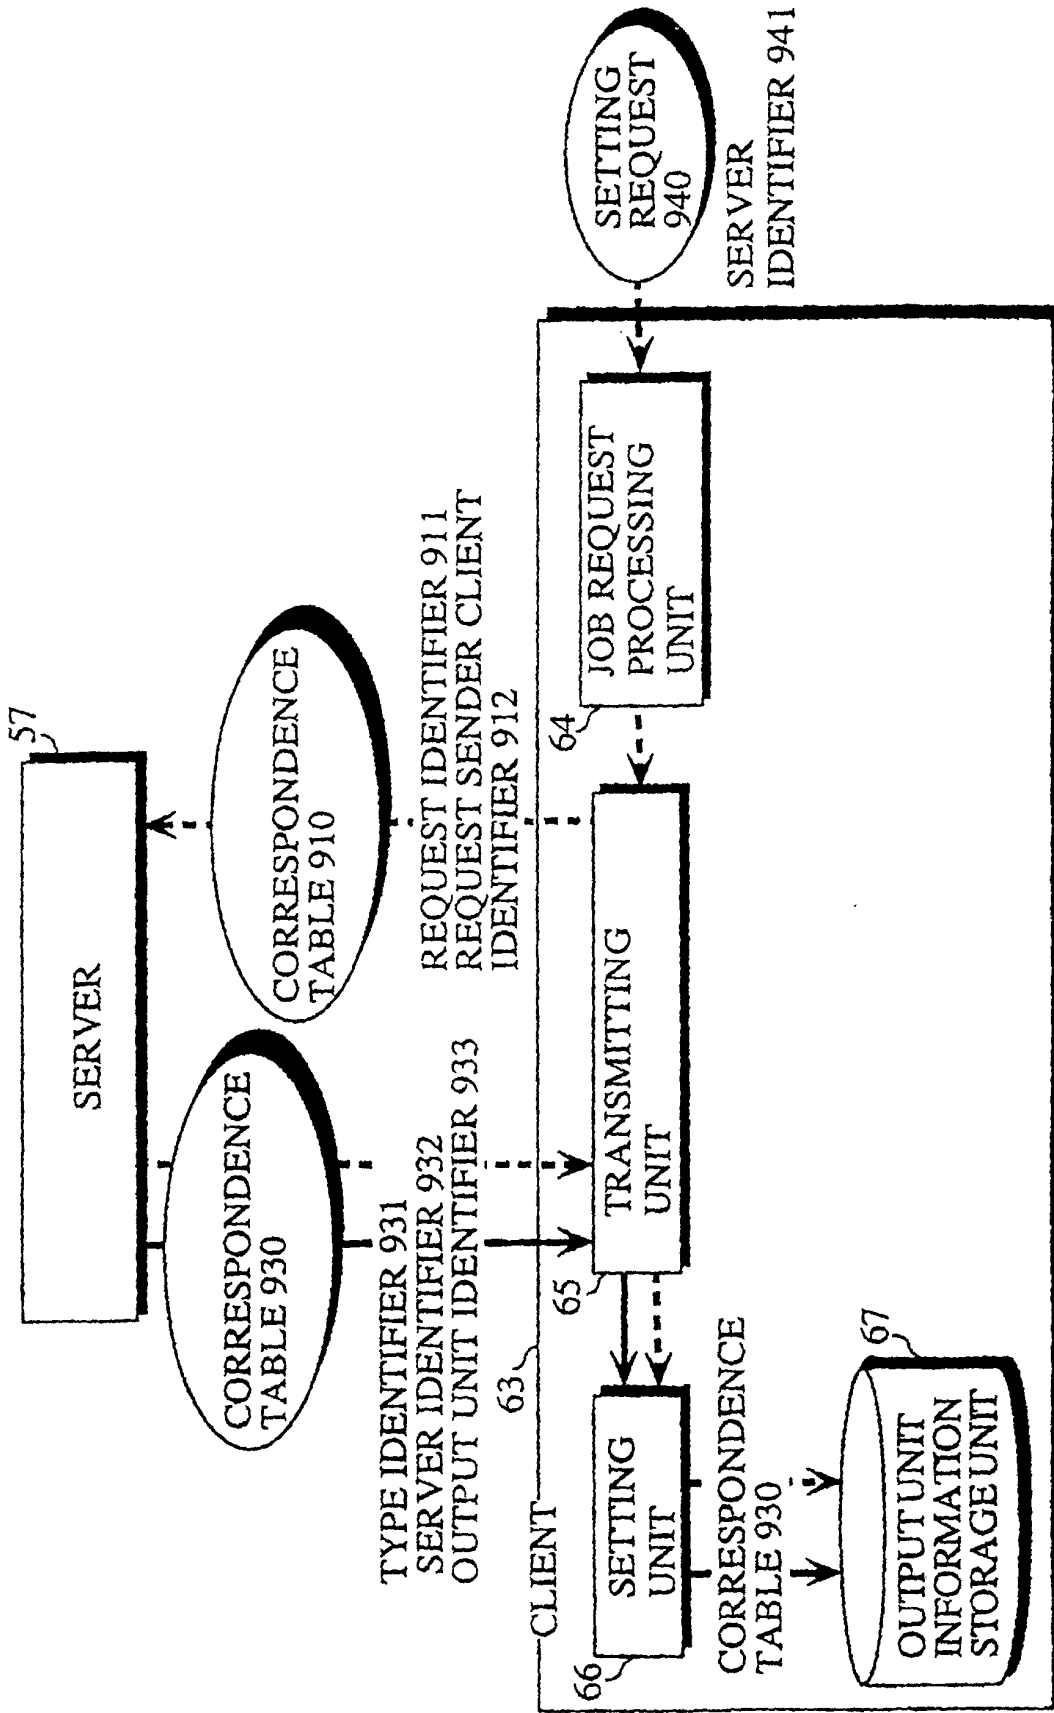 57
SERVER
CORRESPONDENCE
TABLE 930
CORRESPONDENCE
TABLE 910
TYPE IDENTIFIER 931
SERVER IDENTIFIER 932
OUTPUT UNIT IDENTIFIER 933
REQUEST IDENTIFIER 911
REQUEST SENDER CLIENT
IDENTIFIER 912
63
CLIENT
66
SETTING
UNIT
65
TRANSMITTING
UNIT
64
JOB REQUEST
PROCESSING
UNIT
SETTING
REQUEST
940
SERVER
IDENTIFIER 941
CORRESPONDENCE
TABLE 930
67
OUTPUT UNIT
INFORMATION
STORAGE UNIT